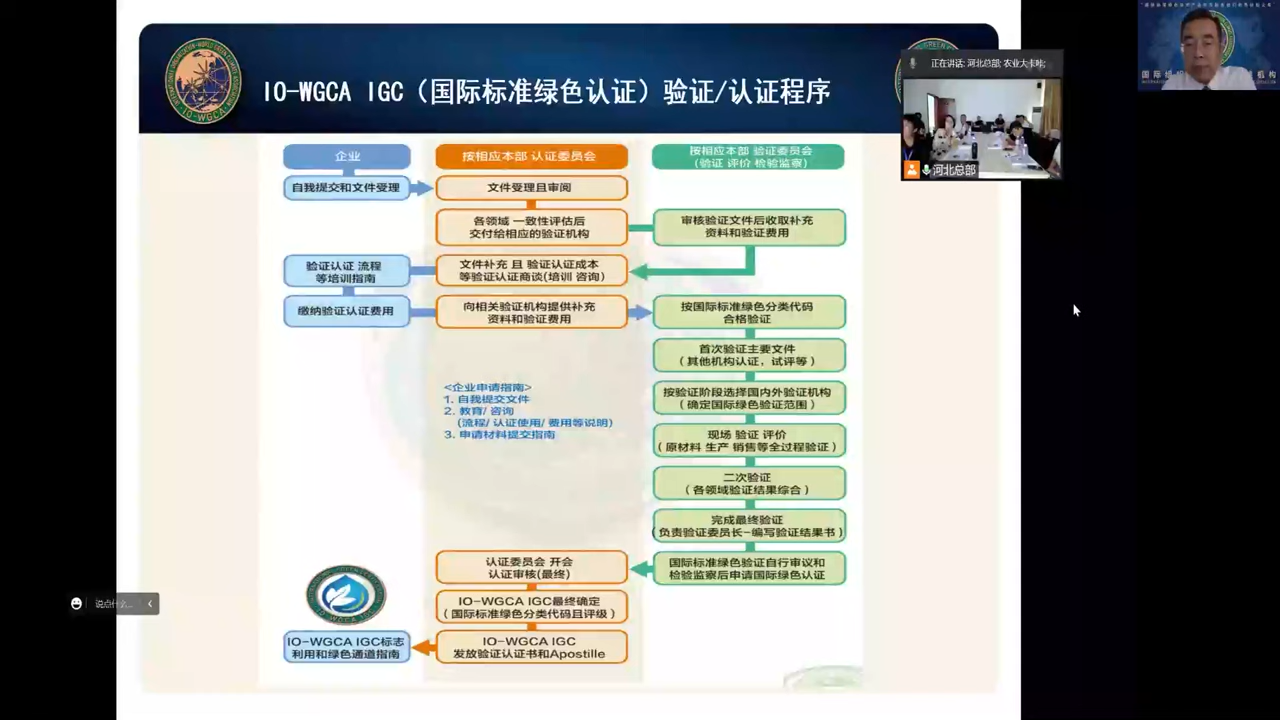 IO-WGCA IGC（国际标准绿色认证）验证/认证程序
正在讲话: 河北总部 农业大卡咔;
河北总部
企业
按相应本部 认证委员会
按相应本部 验证委员会
(验证 评价 检验监察)
自我提交和文件受理
文件受理且审阅
各领域 一致性评估后
交付给相应的验证机构
审核验证文件后收取补充
资料和验证费用
验证认证 流程
等培训指南
文件补充 且 验证认证成本
等验证认证商谈(培训 咨询)
缴纳验证认证费用
向相关验证机构提供补充
资料和验证费用
按国际标准绿色分类代码
合格验证
首次验证主要文件
(其他机构认证，试评等)
<企业申请指南>
1. 自我提交文件
2. 教育/ 咨询
(流程/ 认证使用/ 费用等说明)
3. 申请材料提交指南
按验证阶段选择国内外验证机构
(确定国际绿色验证范围)
现场 验证 评价
(原材料 生产 销售等全过程验证)
二次验证
(各领域验证结果综合)
完成最终验证
(负责验证委员长-编写验证结果书)
认证委员会 开会
认证审核(最终)
国际标准绿色验证自行审议和
检验监察后申请国际绿色认证
IO-WGCA IGC最终确定
(国际标准绿色分类代码且评级)
IO-WGCA IGC标志
利用和绿色通道指南
IO-WGCA IGC
发放验证认证书和Apostille
说点什么...
IO-WGCA